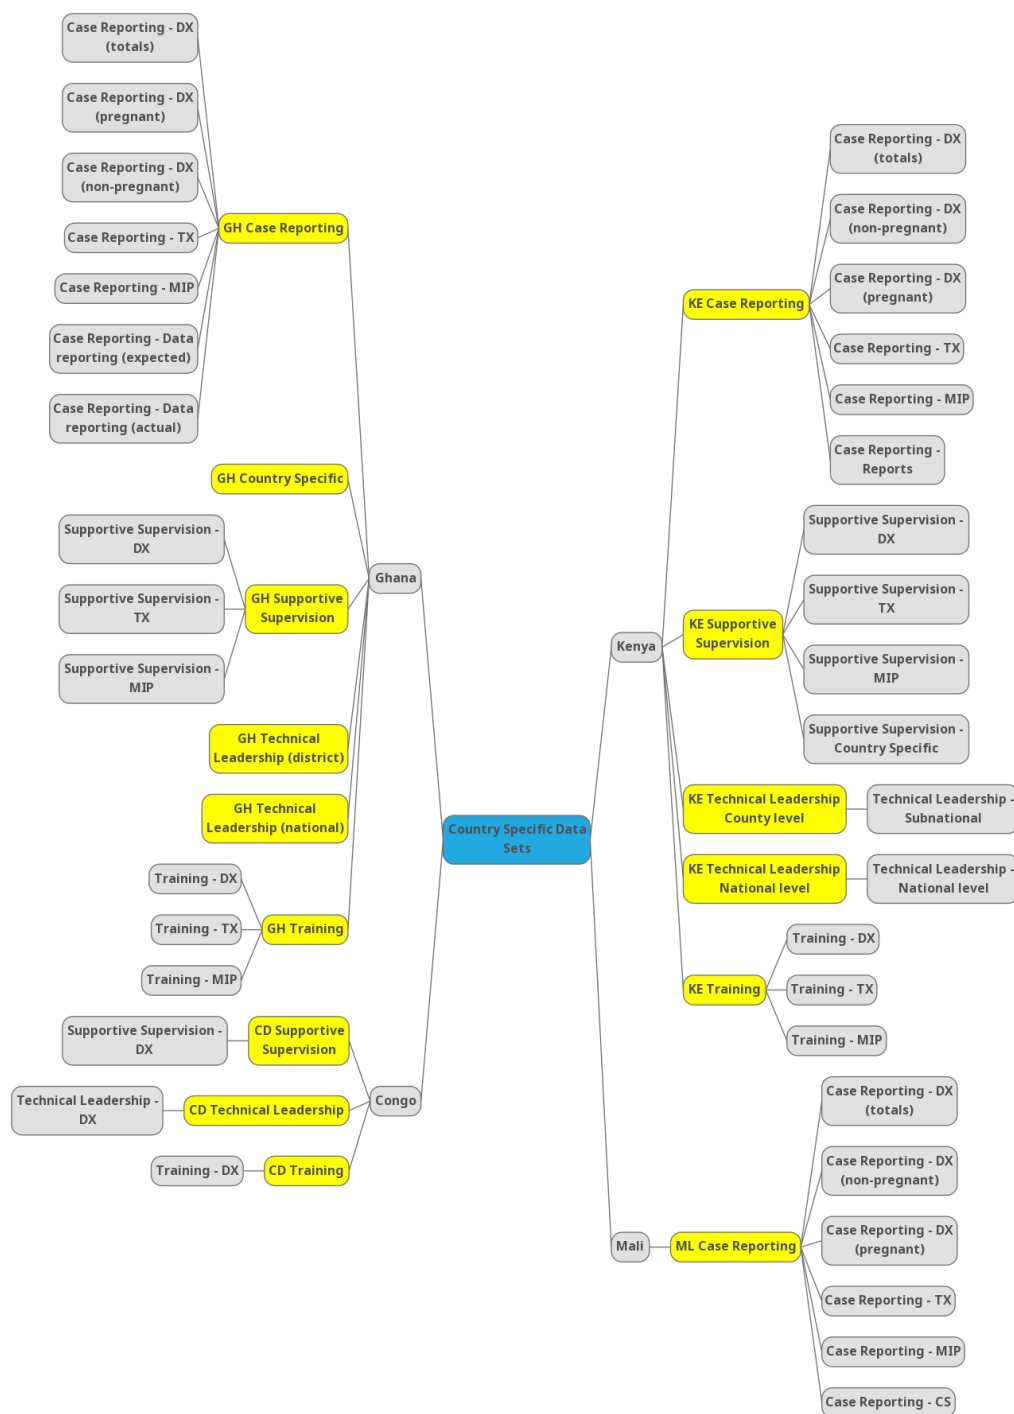 Country Specific Data
Sets
Ghana
GH Case Reporting
Case Reporting - DX
(totals)
Case Reporting - DX
(pregnant)
Case Reporting - DX
(non-pregnant)
Case Reporting - TX
Case Reporting - MIP
Case Reporting - Data
reporting (expected)
Case Reporting - Data
reporting (actual)
GH Country Specific
GH Supportive
Supervision
Supportive Supervision -
DX
Supportive Supervision -
TX
Supportive Supervision -
MIP
GH Technical
Leadership (district)
GH Technical
Leadership (national)
GH Training
Training - DX
Training - TX
Training - MIP
Congo
CD Supportive
Supervision
Supportive Supervision -
DX
CD Technical Leadership
Technical Leadership -
DX
CD Training
Training - DX
Kenya
KE Case Reporting
Case Reporting - DX
(totals)
Case Reporting - DX
(non-pregnant)
Case Reporting - DX
(pregnant)
Case Reporting - TX
Case Reporting - MIP
Case Reporting -
Reports
KE Supportive
Supervision
Supportive Supervision -
DX
Supportive Supervision -
TX
Supportive Supervision -
MIP
Supportive Supervision -
Country Specific
KE Technical Leadership
County level
Technical Leadership -
Subnational
KE Technical Leadership
National level
Technical Leadership -
National level
KE Training
Training - DX
Training - TX
Training - MIP
Mali
ML Case Reporting
Case Reporting - DX
(totals)
Case Reporting - DX
(non-pregnant)
Case Reporting - DX
(pregnant)
Case Reporting - TX
Case Reporting - MIP
Case Reporting - CS